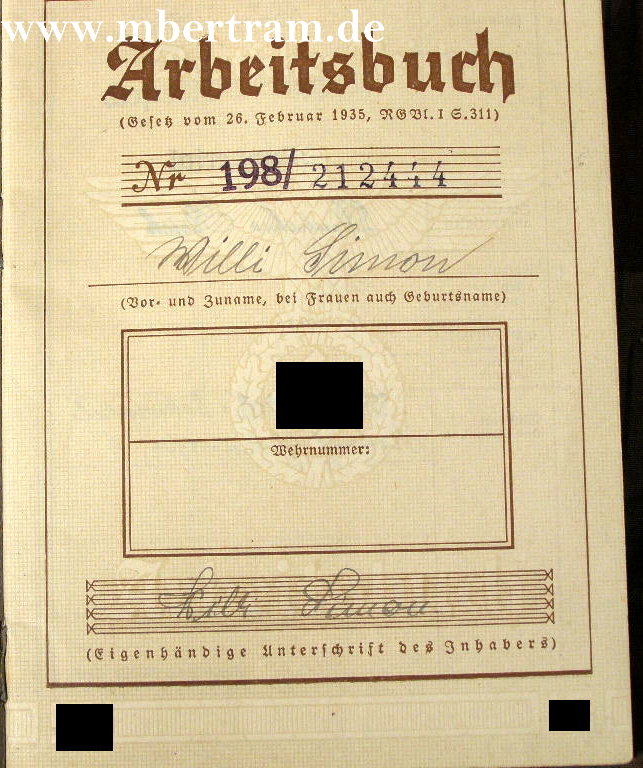 www.mbertram.de
Arbeitsbuch
(Gesetz vom 26. Februar 1935, RGBl. I S. 311)
Nr 198/ 212444
Willi Simon
(Vor- und Zuname, bei Frauen auch Geburtsname)
Wehrnummer:
Willi Simon
(Eigenhändige Unterschrift des Inhabers)